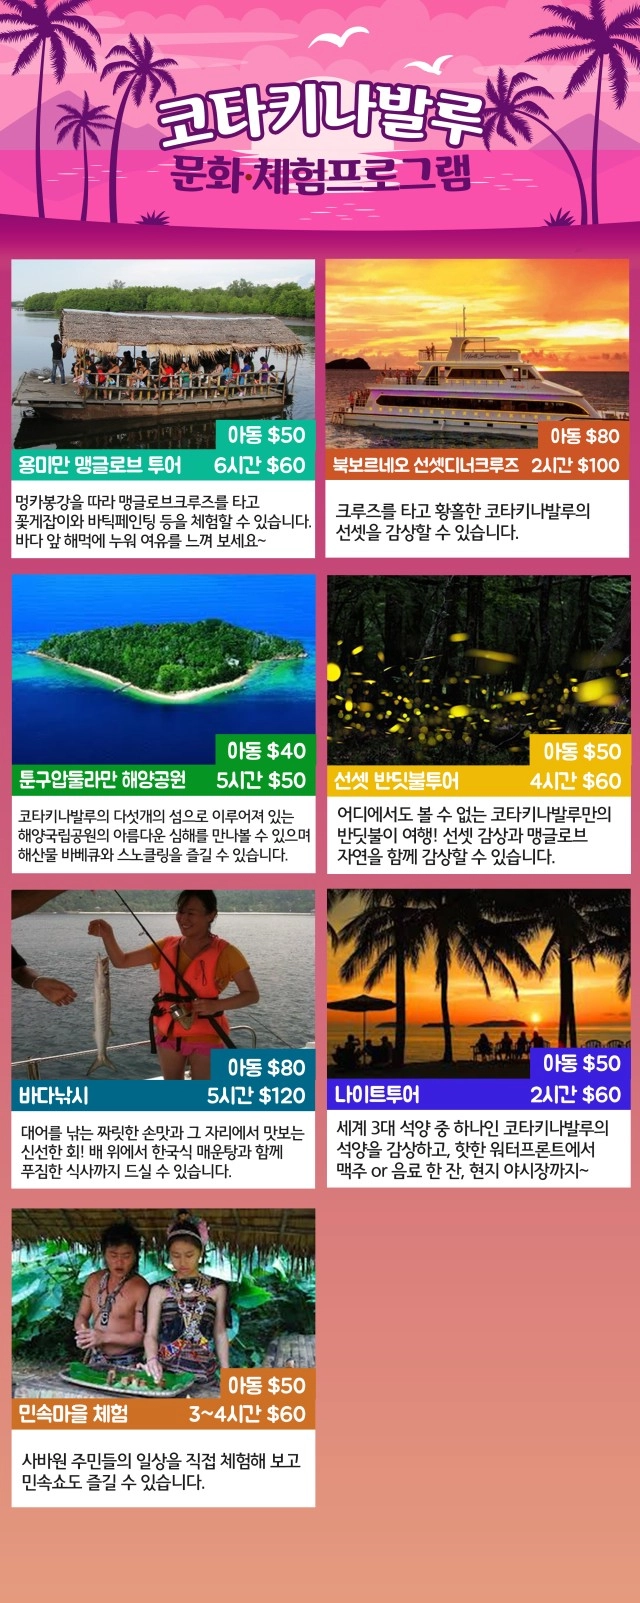 코타키나발루
문화·체험프로그램
아동 $50
용미만 맹글로브 투어 6시간 $60
멍카봉강을 따라 맹글로브크루즈를 타고
꽃게잡이와 바틱페인팅 등을 체험할 수 있습니다.
바다 앞 해먹에 누워 여유를 느껴 보세요~
아동 $80
북보르네오 선셋디너크루즈 2시간 $100
크루즈를 타고 황홀한 코타키나발루의
선셋을 감상할 수 있습니다.
아동 $40
툰구압둘라만 해양공원 5시간 $50
코타키나발루의 다섯개의 섬으로 이루어져 있는
해양국립공원의 아름다운 심해를 만나볼 수 있으며
해산물 바베큐와 스노클링을 즐길 수 있습니다.
아동 $50
선셋 반딧불투어 4시간 $60
어디에서도 볼 수 없는 코타키나발루만의
반딧불이 여행! 선셋 감상과 맹글로브
자연을 함께 감상할 수 있습니다.
아동 $80
바다낚시 5시간 $120
대어를 낚는 짜릿한 손맛과 그 자리에서 맛보는
신선한 회! 배 위에서 한국식 매운탕과 함께
푸짐한 식사까지 드실 수 있습니다.
아동 $50
나이트투어 2시간 $60
세계 3대 석양 중 하나인 코타키나발루의
석양을 감상하고, 핫한 워터프론트에서
맥주 or 음료 한 잔, 현지 야시장까지~
아동 $50
민속마을 체험 3~4시간 $60
사바원 주민들의 일상을 직접 체험해 보고
민속쇼도 즐길 수 있습니다.